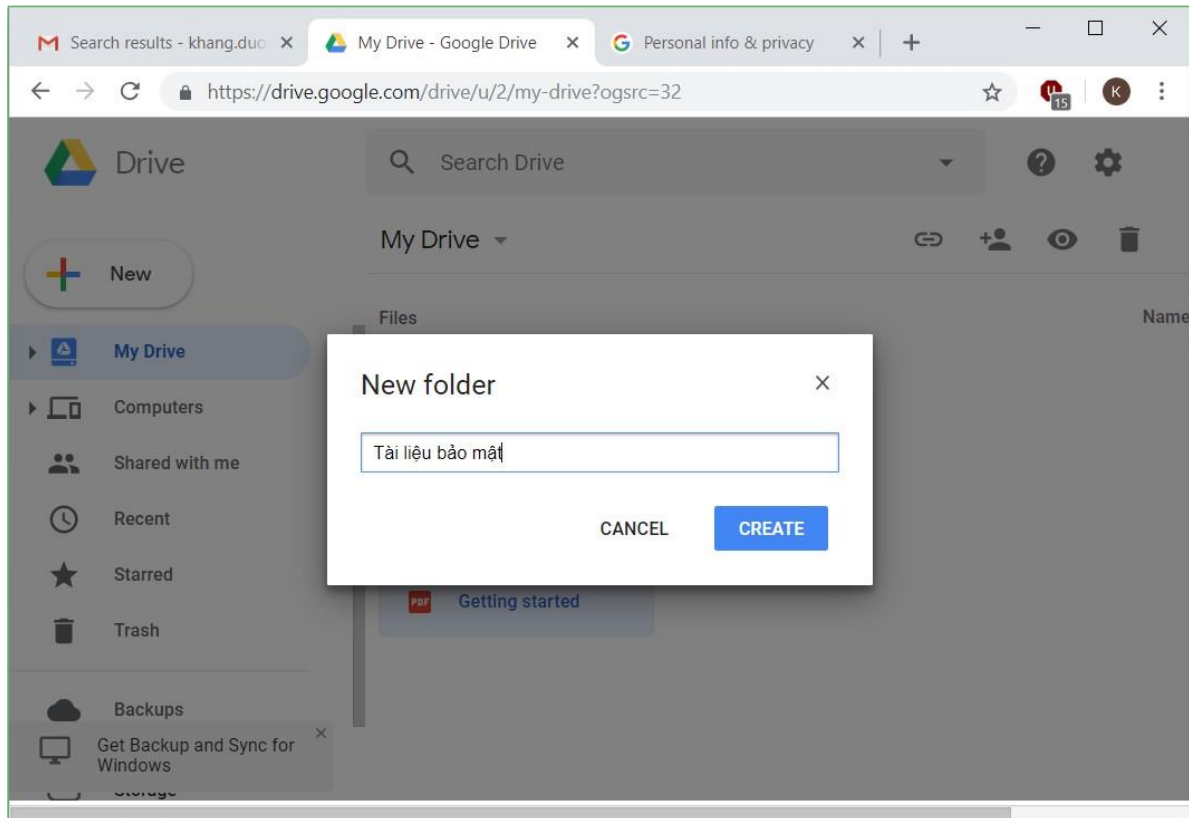 Search results - khang.duo
My Drive - Google Drive
Personal info & privacy
https://drive.google.com/drive/u/2/my-drive?ogsrc=32
15
K
Drive
Search Drive
My Drive
New
Files
Name
My Drive
Computers
Shared with me
Recent
Starred
Trash
Backups
Get Backup and Sync for
Windows
Storage
New folder
Tài liệu bảo mật
CANCEL
CREATE
PDF
Getting started